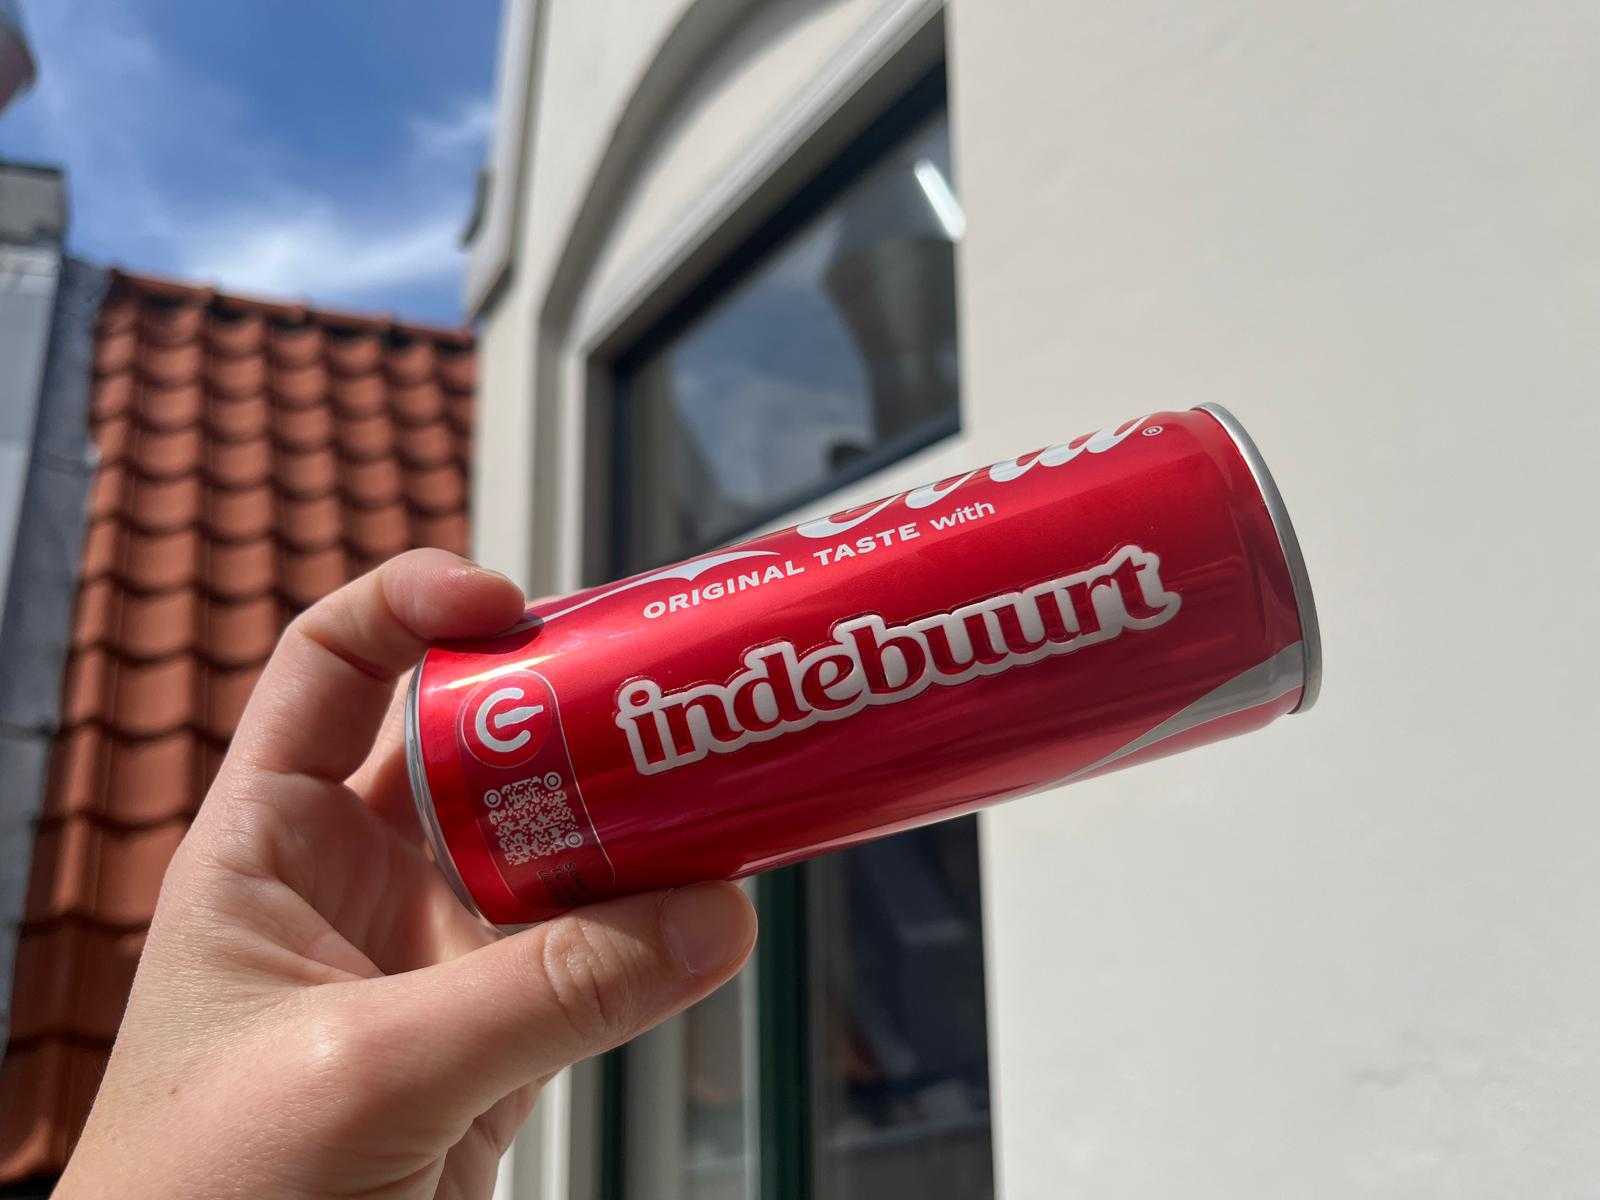 ORIGINAL TASTE with
indebuurt